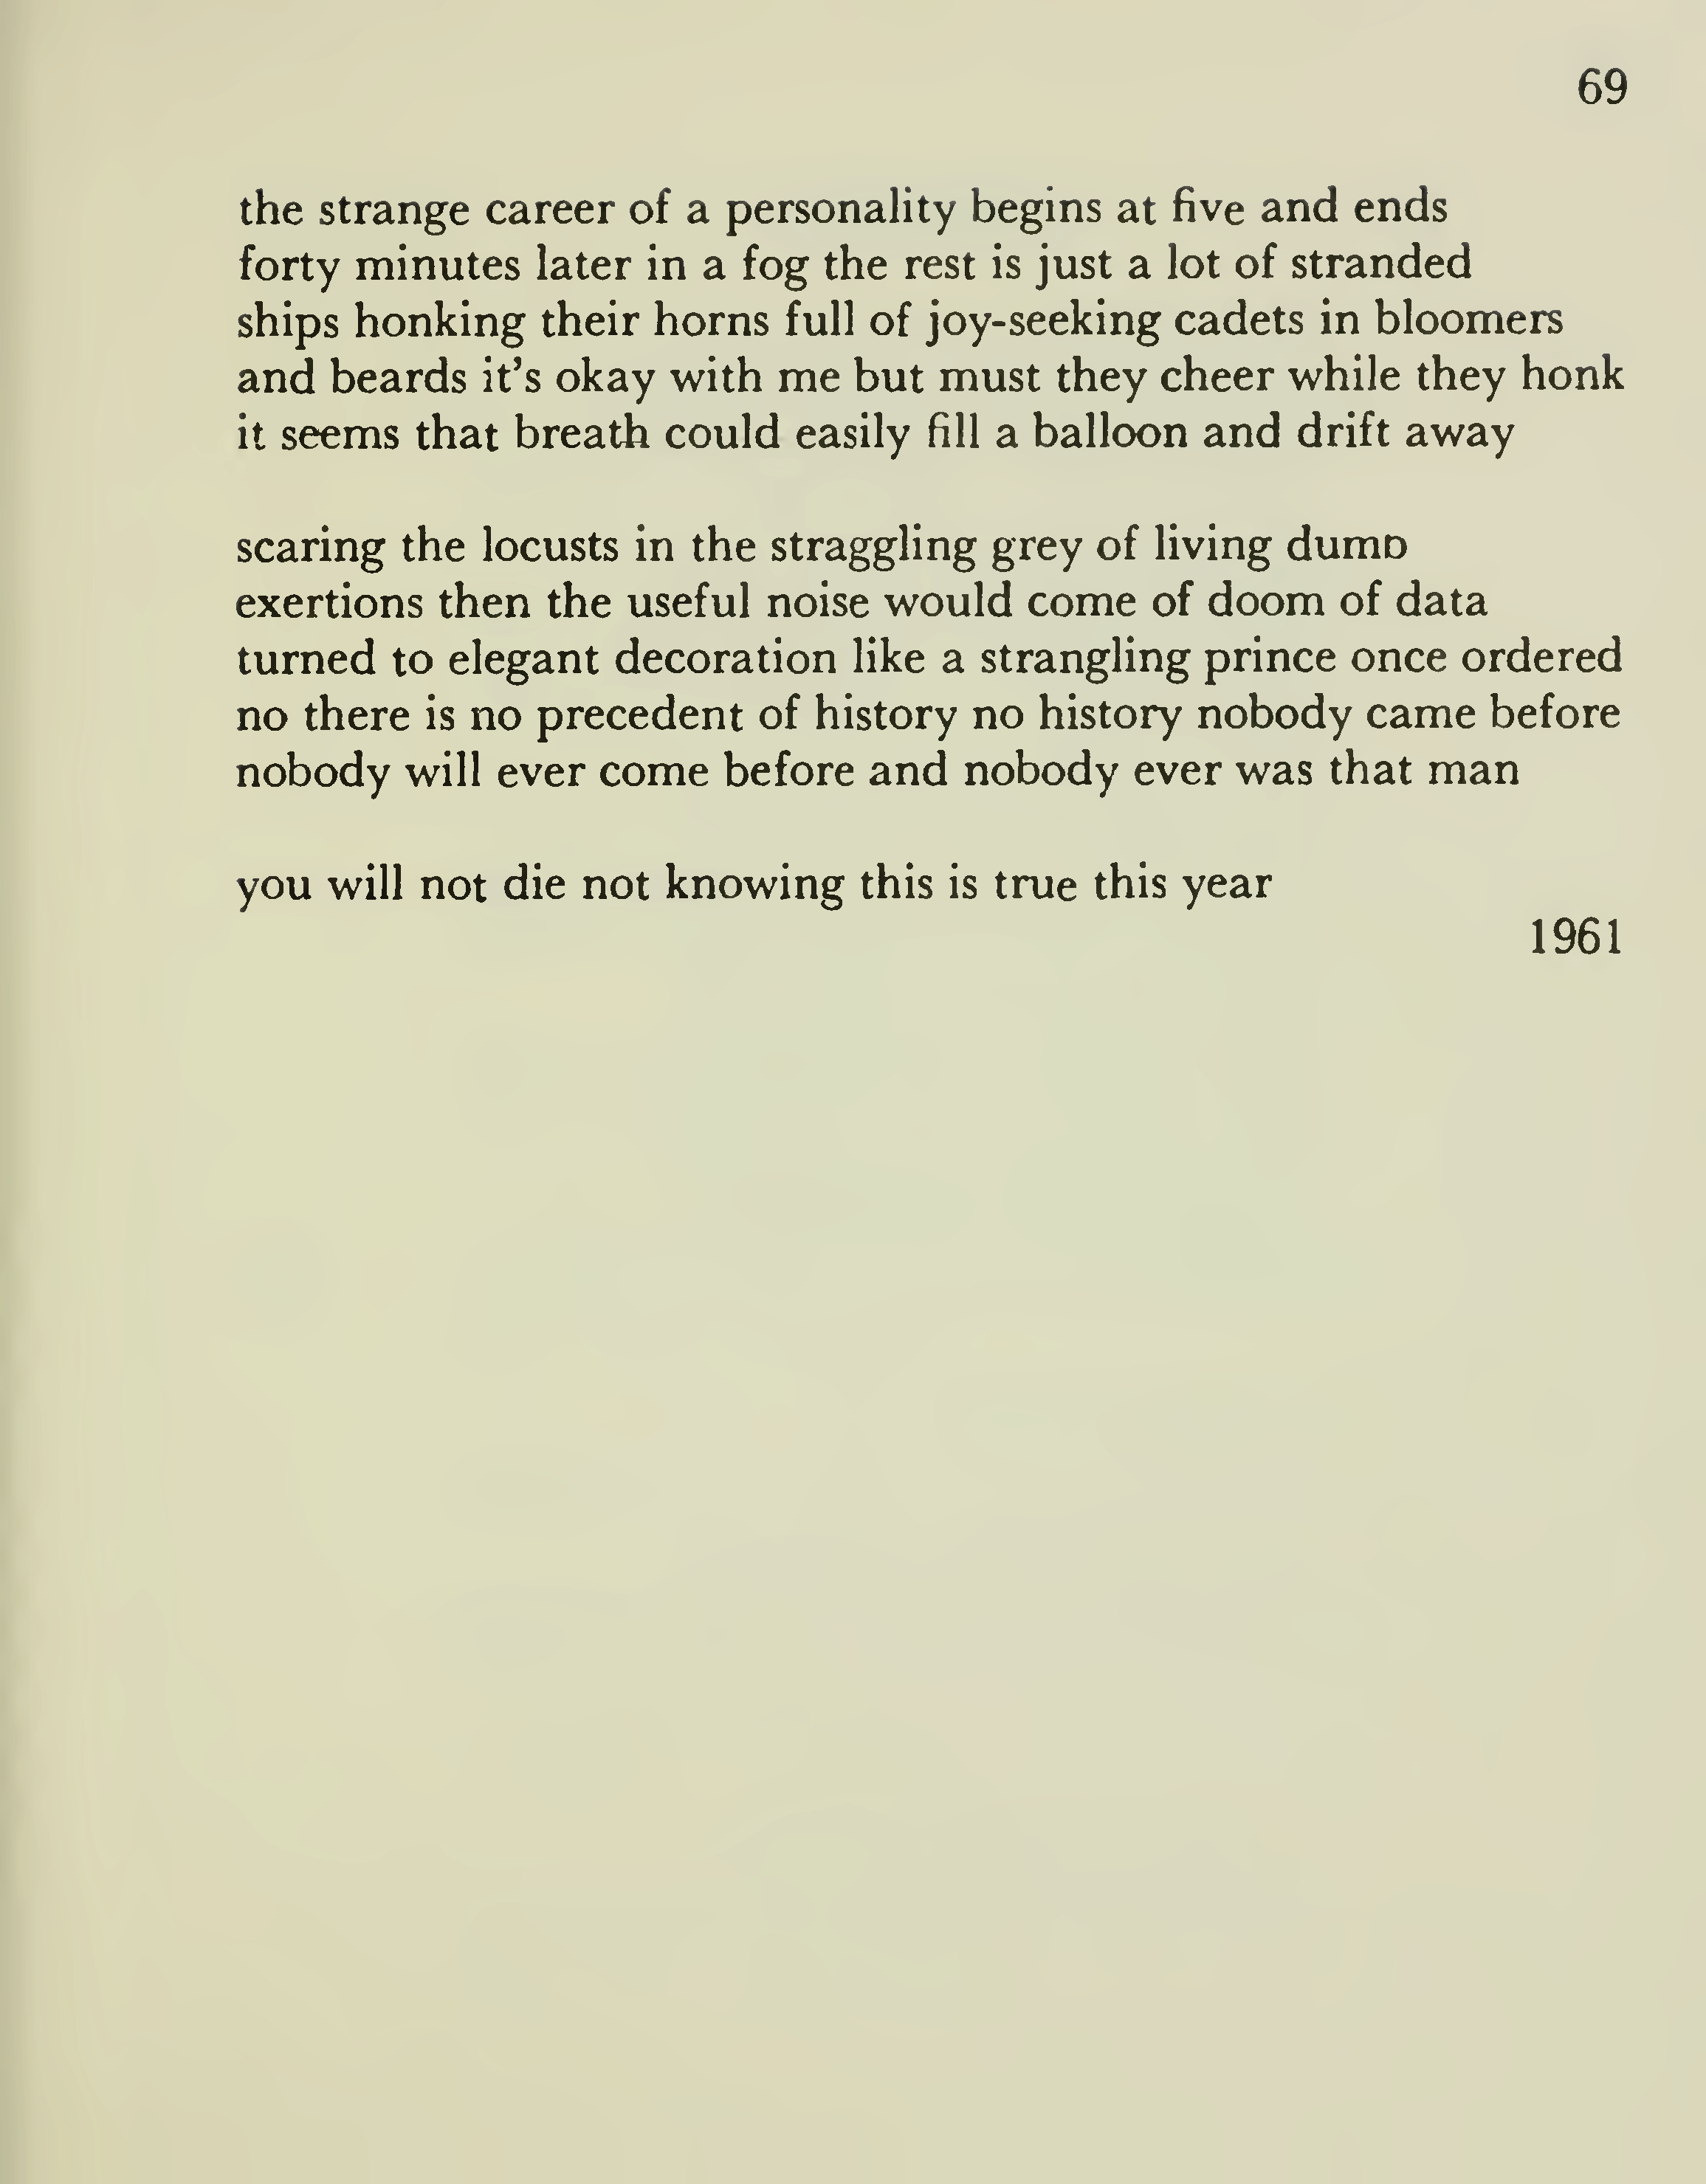 69
the strange career of a personality begins at five and ends
forty minutes later in a fog the rest is just a lot of stranded
ships honking their horns full of joy-seeking cadets in bloomers
and beards it's okay with me but must they cheer while they honk
it seems that breath could easily fill a balloon and drift away
scaring the locusts in the straggling grey of living dumb
exertions then the useful noise would come of doom of data
turned to elegant decoration like a strangling prince once ordered
no there is no precedent of history no history nobody came before
nobody will ever come before and nobody ever was that man
you will not die not knowing this is true this year
1961